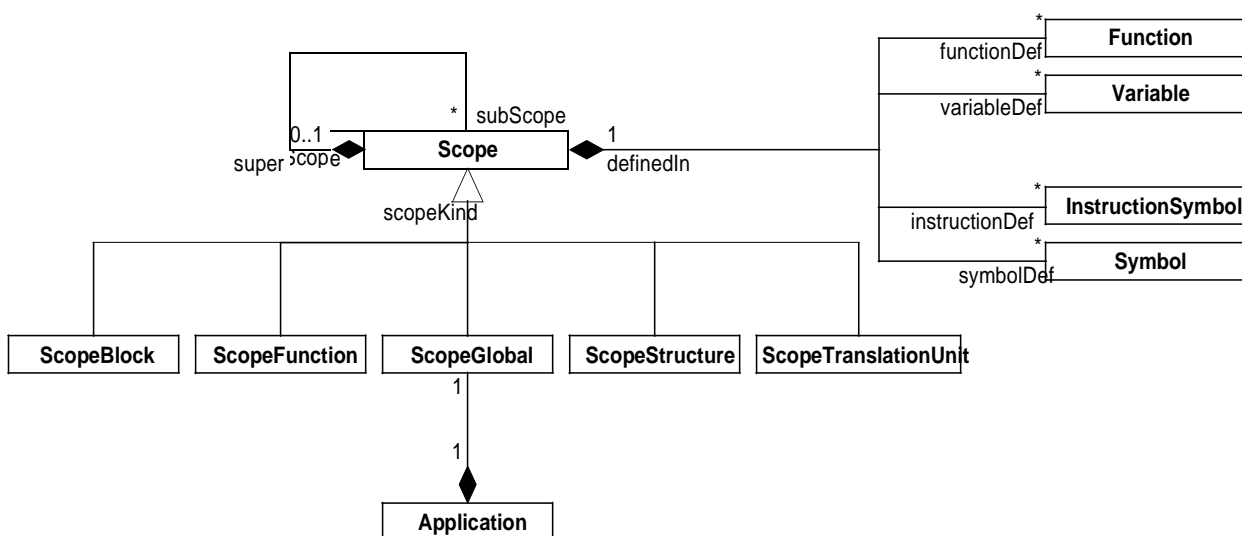 *
Function
functionDef
*
Variable
variableDef
* subScope
0..1
Scope
1
superScope
definedIn
scopeKind
*
InstructionSymbol
instructionDef
*
Symbol
symbolDef
ScopeBlock
ScopeFunction
ScopeGlobal
ScopeStructure
ScopeTranslationUnit
1
1
Application